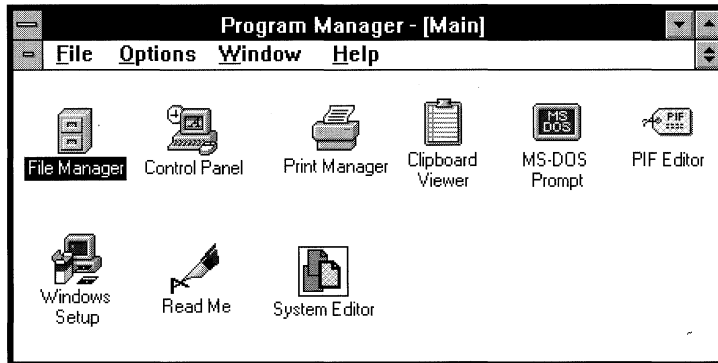 Program Manager - [Main]
File Options Window Help
MS
DOS
PIF
File Manager
Control Panel
Print Manager
Clipboard
Viewer
MS-DOS
Prompt
PIF Editor
Windows
Setup
Read Me
System Editor